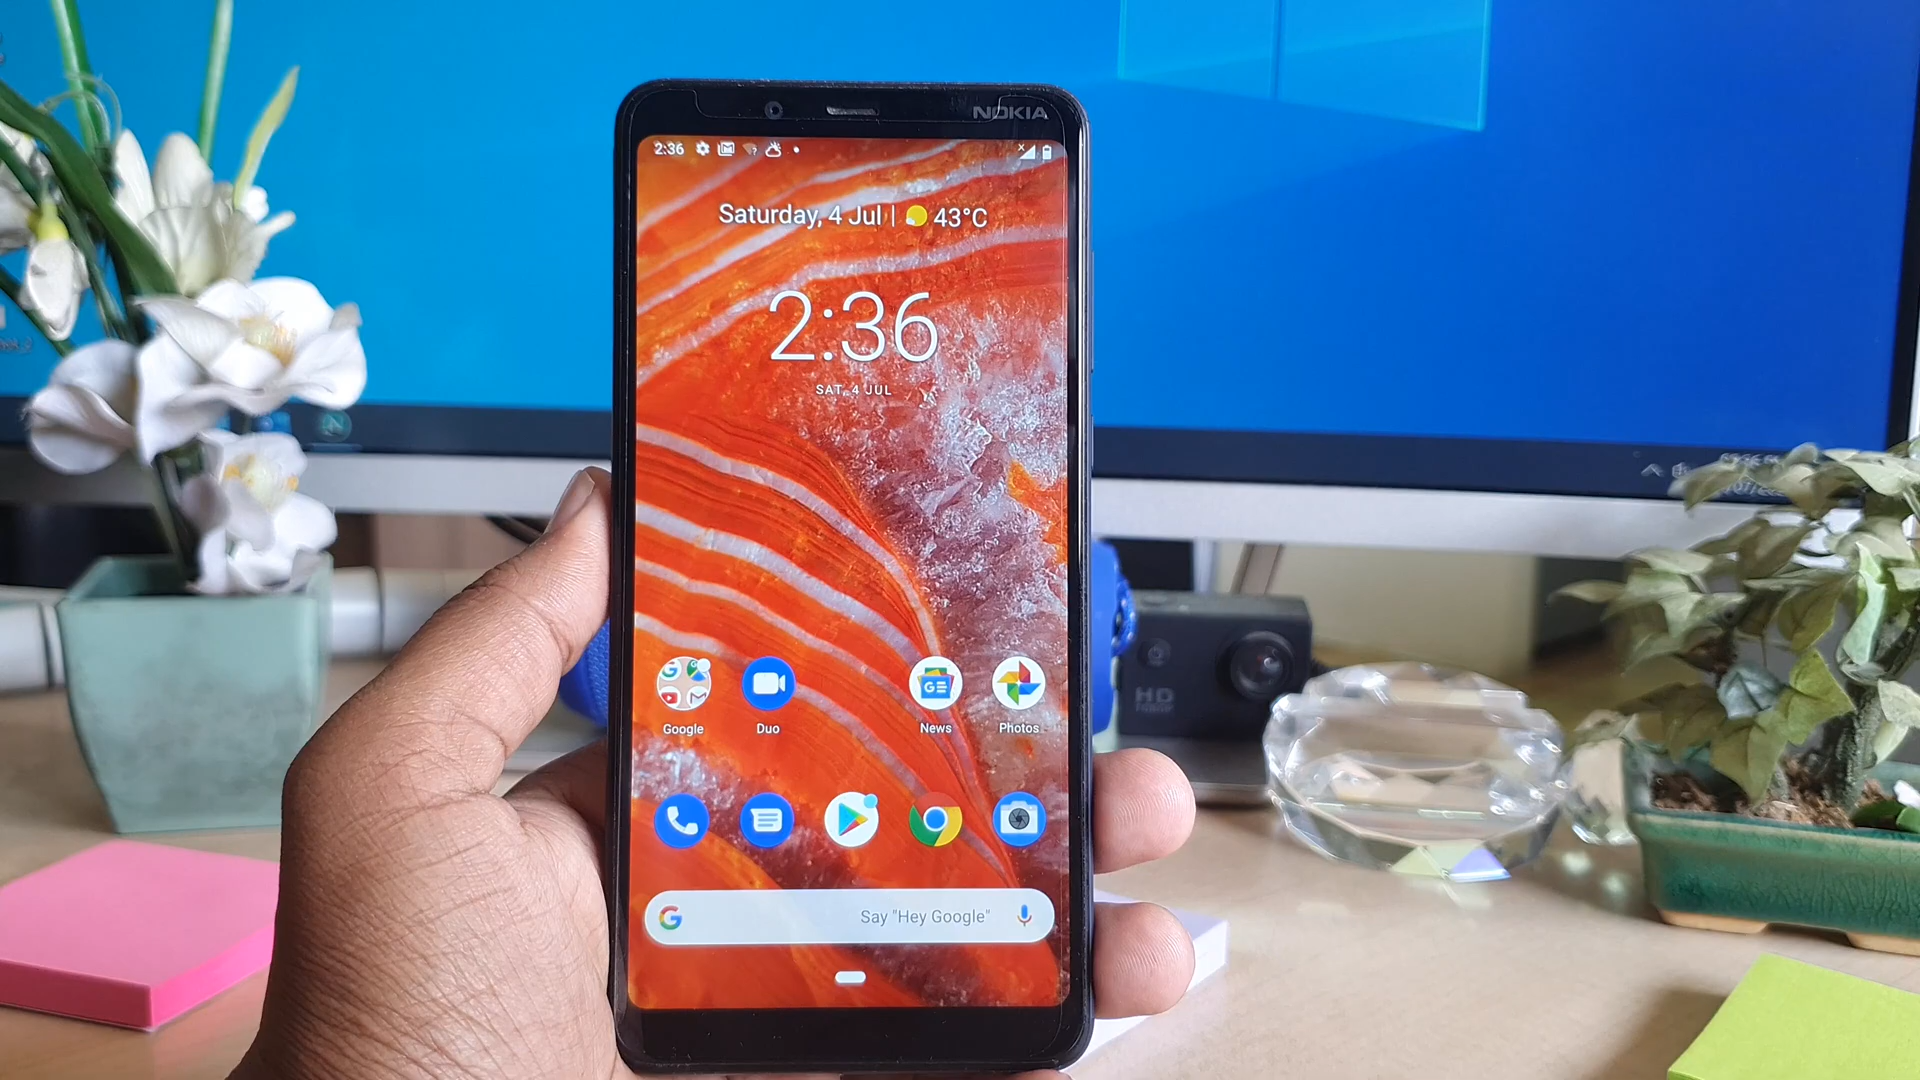 NOKIA
2:36
Saturday, 4 Jul | 43°C
2:36
SAT, 4 JUL
Google Duo News Photos
Say "Hey Google"
HD